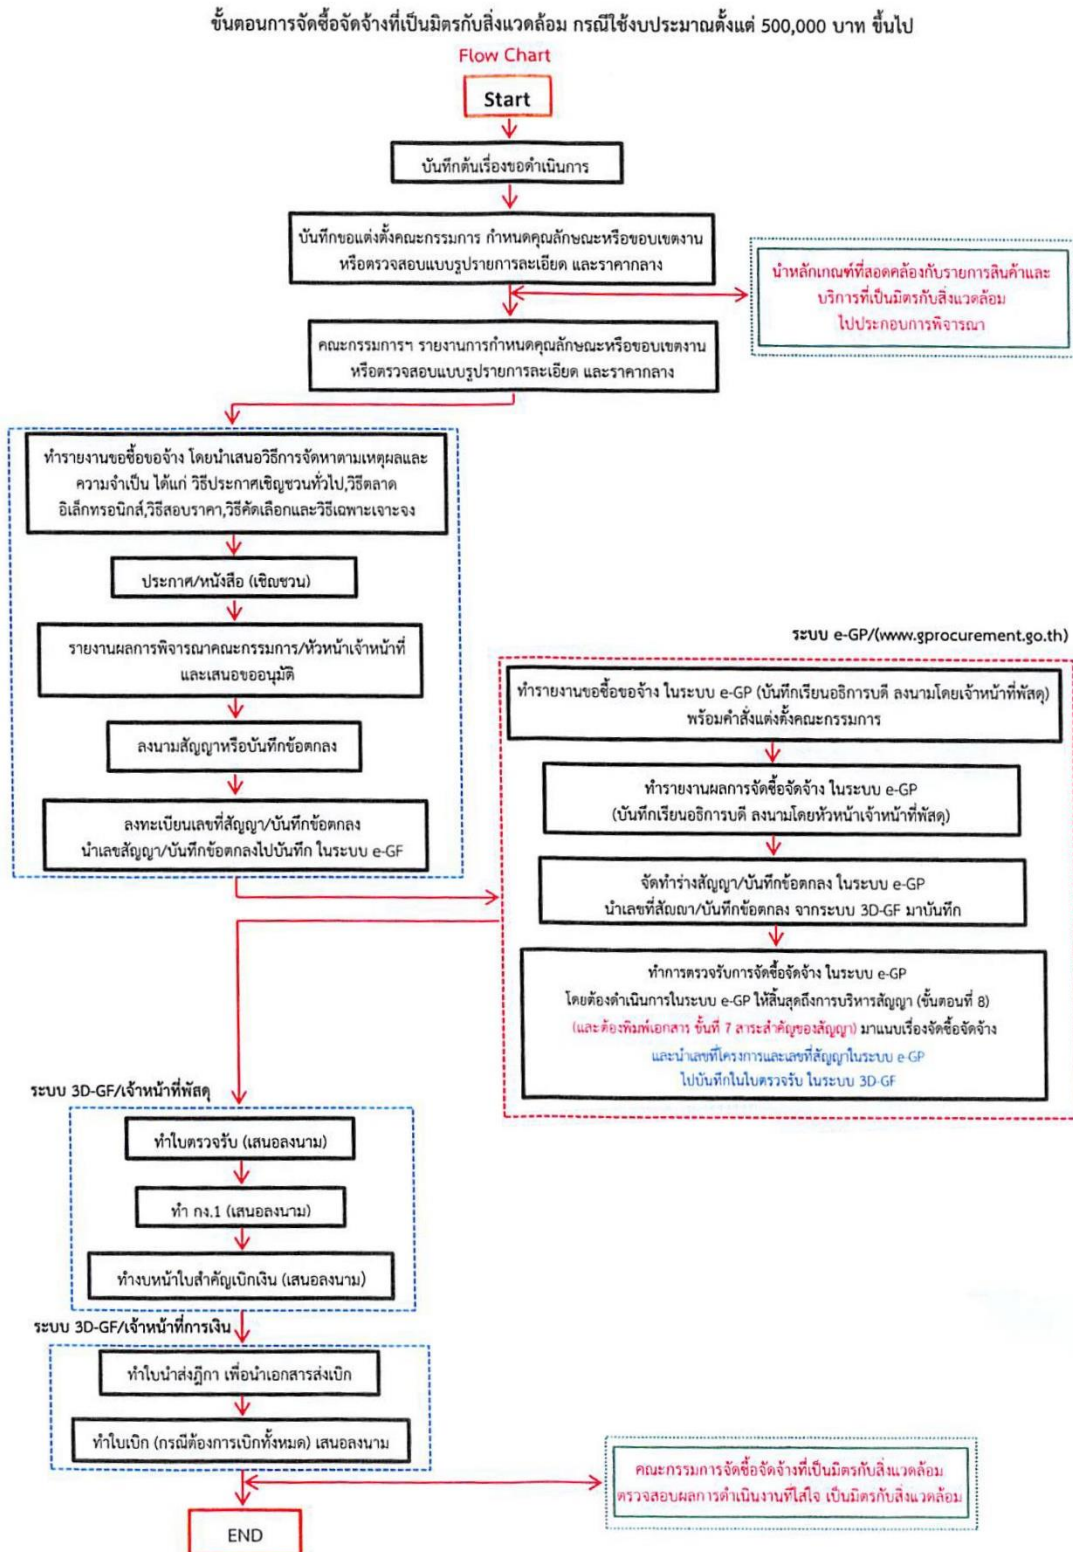 ขั้นตอนการจัดซื้อจัดจ้างที่เป็นมิตรกับสิ่งแวดล้อม กรณีใช้งบประมาณตั้งแต่ 500,000 บาท ขึ้นไป
Flow Chart
Start
บันทึกต้นเรื่องขอดำเนินการ
บันทึกขอแต่งตั้งคณะกรรมการ กำหนดคุณลักษณะหรือขอบเขตงาน
หรือตรวจสอบแบบรูปรายการละเอียด และราคากลาง
นำหลักเกณฑ์ที่สอดคล้องกับรายการสินค้าและ
บริการที่เป็นมิตรกับสิ่งแวดล้อม
ไปประกอบการพิจารณา
คณะกรรมการฯ รายงานการกำหนดคุณลักษณะหรือขอบเขตงาน
หรือตรวจสอบแบบรูปรายการละเอียด และราคากลาง
ทำรายงานขอซื้อขอจ้าง โดยนำเสนอวิธีการจัดหาตามเหตุผลและ
ความจำเป็น ได้แก่ วิธีประกาศเชิญชวนทั่วไป,วิธีตลาด
อิเล็กทรอนิกส์,วิธีสอบราคา,วิธีคัดเลือกและวิธีเฉพาะเจาะจง
ประกาศ/หนังสือ (เชิญชวน)
รายงานผลการพิจารณาคณะกรรมการ/หัวหน้าเจ้าหน้าที่
และเสนอขออนุมัติ
ลงนามสัญญาหรือบันทึกข้อตกลง
ลงทะเบียนเลขที่สัญญา/บันทึกข้อตกลง
นำเลขสัญญา/บันทึกข้อตกลงไปบันทึก ในระบบ e-GF
ระบบ e-GP/(www.gprocurement.go.th)
ทำรายงานขอซื้อขอจ้าง ในระบบ e-GP (บันทึกเรียนอธิการบดี ลงนามโดยเจ้าหน้าที่พัสดุ)
พร้อมคำสั่งแต่งตั้งคณะกรรมการ
ทำรายงานผลการจัดซื้อจัดจ้าง ในระบบ e-GP
(บันทึกเรียนอธิการบดี ลงนามโดยหัวหน้าเจ้าหน้าที่พัสดุ)
จัดทำร่างสัญญา/บันทึกข้อตกลง ในระบบ e-GP
นำเลขที่สัญญา/บันทึกข้อตกลง จากระบบ 3D-GF มาบันทึก
ทำการตรวจรับการจัดซื้อจัดจ้าง ในระบบ e-GP
โดยต้องดำเนินการในระบบ e-GP ให้สิ้นสุดถึงการบริหารสัญญา (ขั้นตอนที่ 8)
(และต้องพิมพ์เอกสาร ขั้นที่ 7 สาระสำคัญของสัญญา) มาแนบเรื่องจัดซื้อจัดจ้าง
และนำเลขที่โครงการและเลขที่สัญญาในระบบ e-GP
ไปบันทึกในใบตรวจรับ ในระบบ 3D-GF
ระบบ 3D-GF/เจ้าหน้าที่พัสดุ
ทำใบตรวจรับ (เสนอลงนาม)
ทำ กง.1 (เสนอลงนาม)
ทำงบหน้าใบสำคัญเบิกเงิน (เสนอลงนาม)
ระบบ 3D-GF/เจ้าหน้าที่การเงิน
ทำใบนำส่งฎีกา เพื่อนำเอกสารส่งเบิก
ทำใบเบิก (กรณีต้องการเบิกทั้งหมด) เสนอลงนาม
คณะกรรมการจัดซื้อจัดจ้างที่เป็นมิตรกับสิ่งแวดล้อม
ตรวจสอบผลการดำเนินงานที่ใส่ใจ เป็นมิตรกับสิ่งแวดล้อม
END